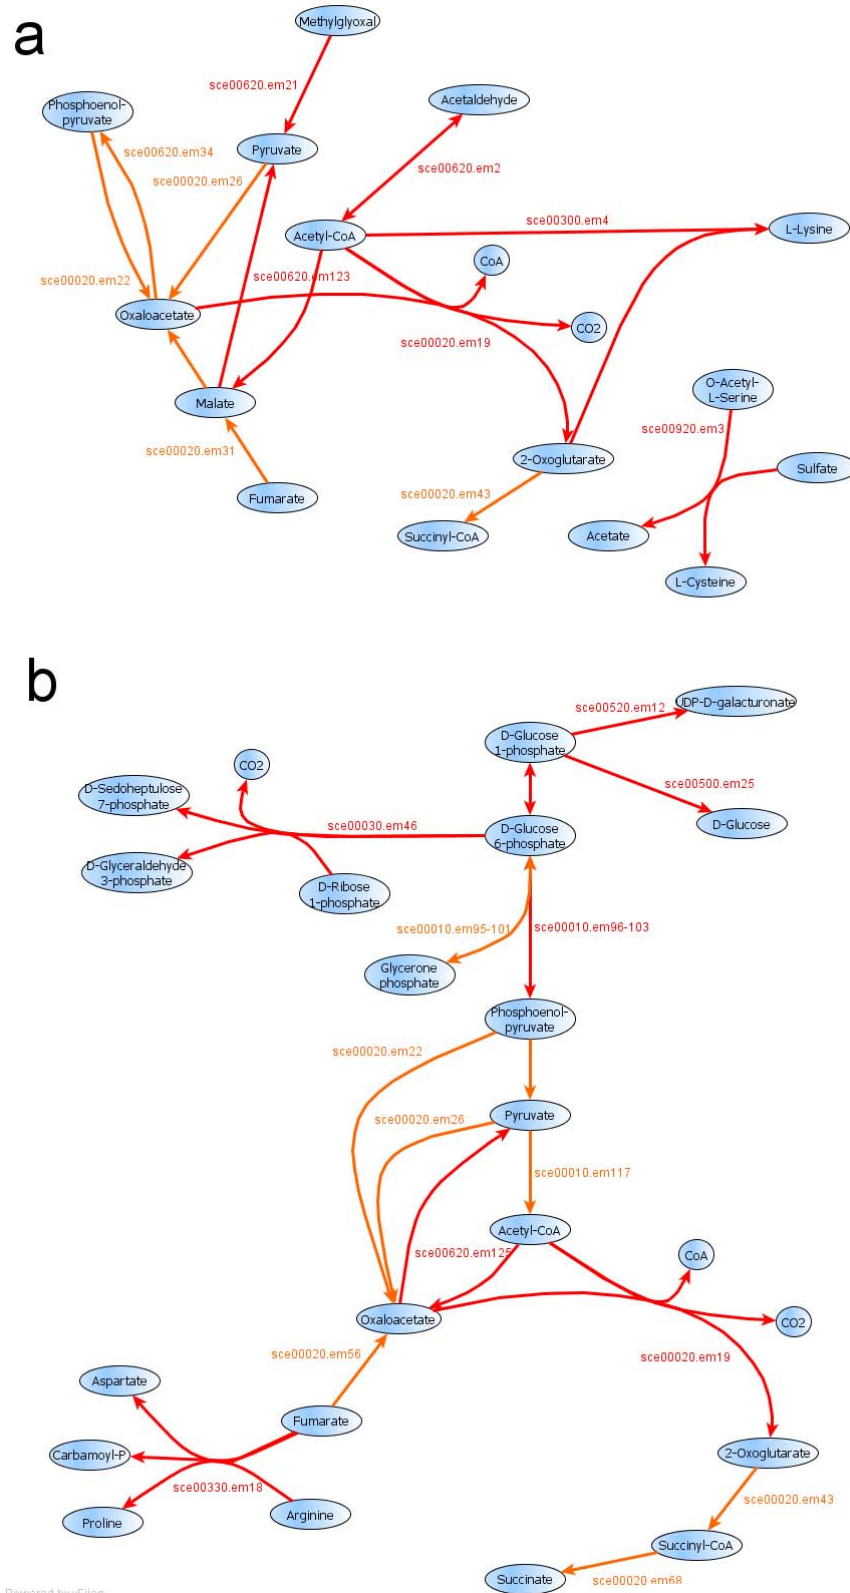 a
Methylglyoxal
sce00620.em21
Phosphoenol-
pyruvate
Acetaldehyde
sce00620.em34
Pyruvate
sce00620.em2
sce00020.em26
sce00300.em4
L-Lysine
Acetyl-CoA
CoA
sce00020.em22
sce00620.em123
Oxaloacetate
CO2
sce00020.em19
O-Acetyl-
L-Serine
Malate
sce00920.em3
sce00020.em31
2-Oxoglutarate
Sulfate
sce00020.em43
Fumarate
Succinyl-CoA
Acetate
L-Cysteine
b
UDP-D-galacturonate
sce00520.em12
D-Glucose
1-phosphate
CO2
sce00500.em25
D-Sedoheptulose
7-phosphate
sce00030.em46
D-Glucose
6-phosphate
D-Glucose
D-Glyceraldehyde
3-phosphate
D-Ribose
1-phosphate
sce00010.em95-101
sce00010.em96-103
Glycerone
phosphate
Phosphoenol-
pyruvate
sce00020.em22
sce00020.em26
Pyruvate
sce00010.em117
Acetyl-CoA
sce00620.em125
CoA
Oxaloacetate
CO2
sce00020.em56
sce00020.em19
Aspartate
Fumarate
Carbamoyl-P
2-Oxoglutarate
sce00330.em18
sce00020.em43
Proline
Arginine
Succinyl-CoA
Succinate
sce00020.em68
Powered by yFiles